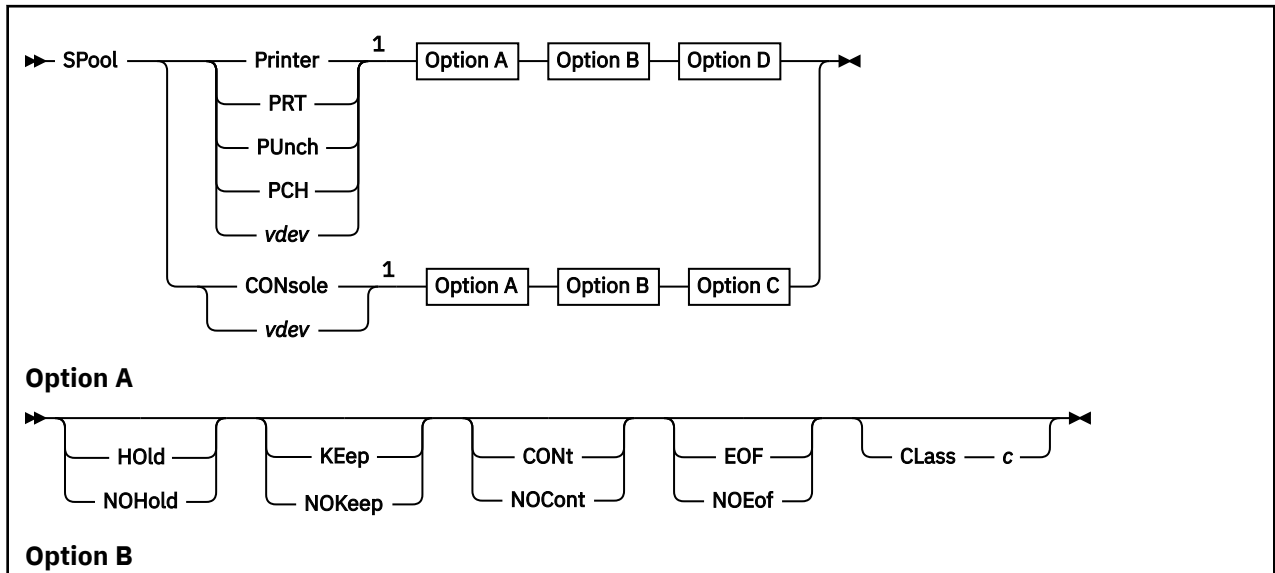 SPool Printer 1 Option A Option B Option D
PRT
PUnch
PCH
vdev
CONsole 1 Option A Option B Option C
vdev
Option A
HOld KEep CONt EOF CLass c
NOHold NOKeep NOCont NOEof
Option B